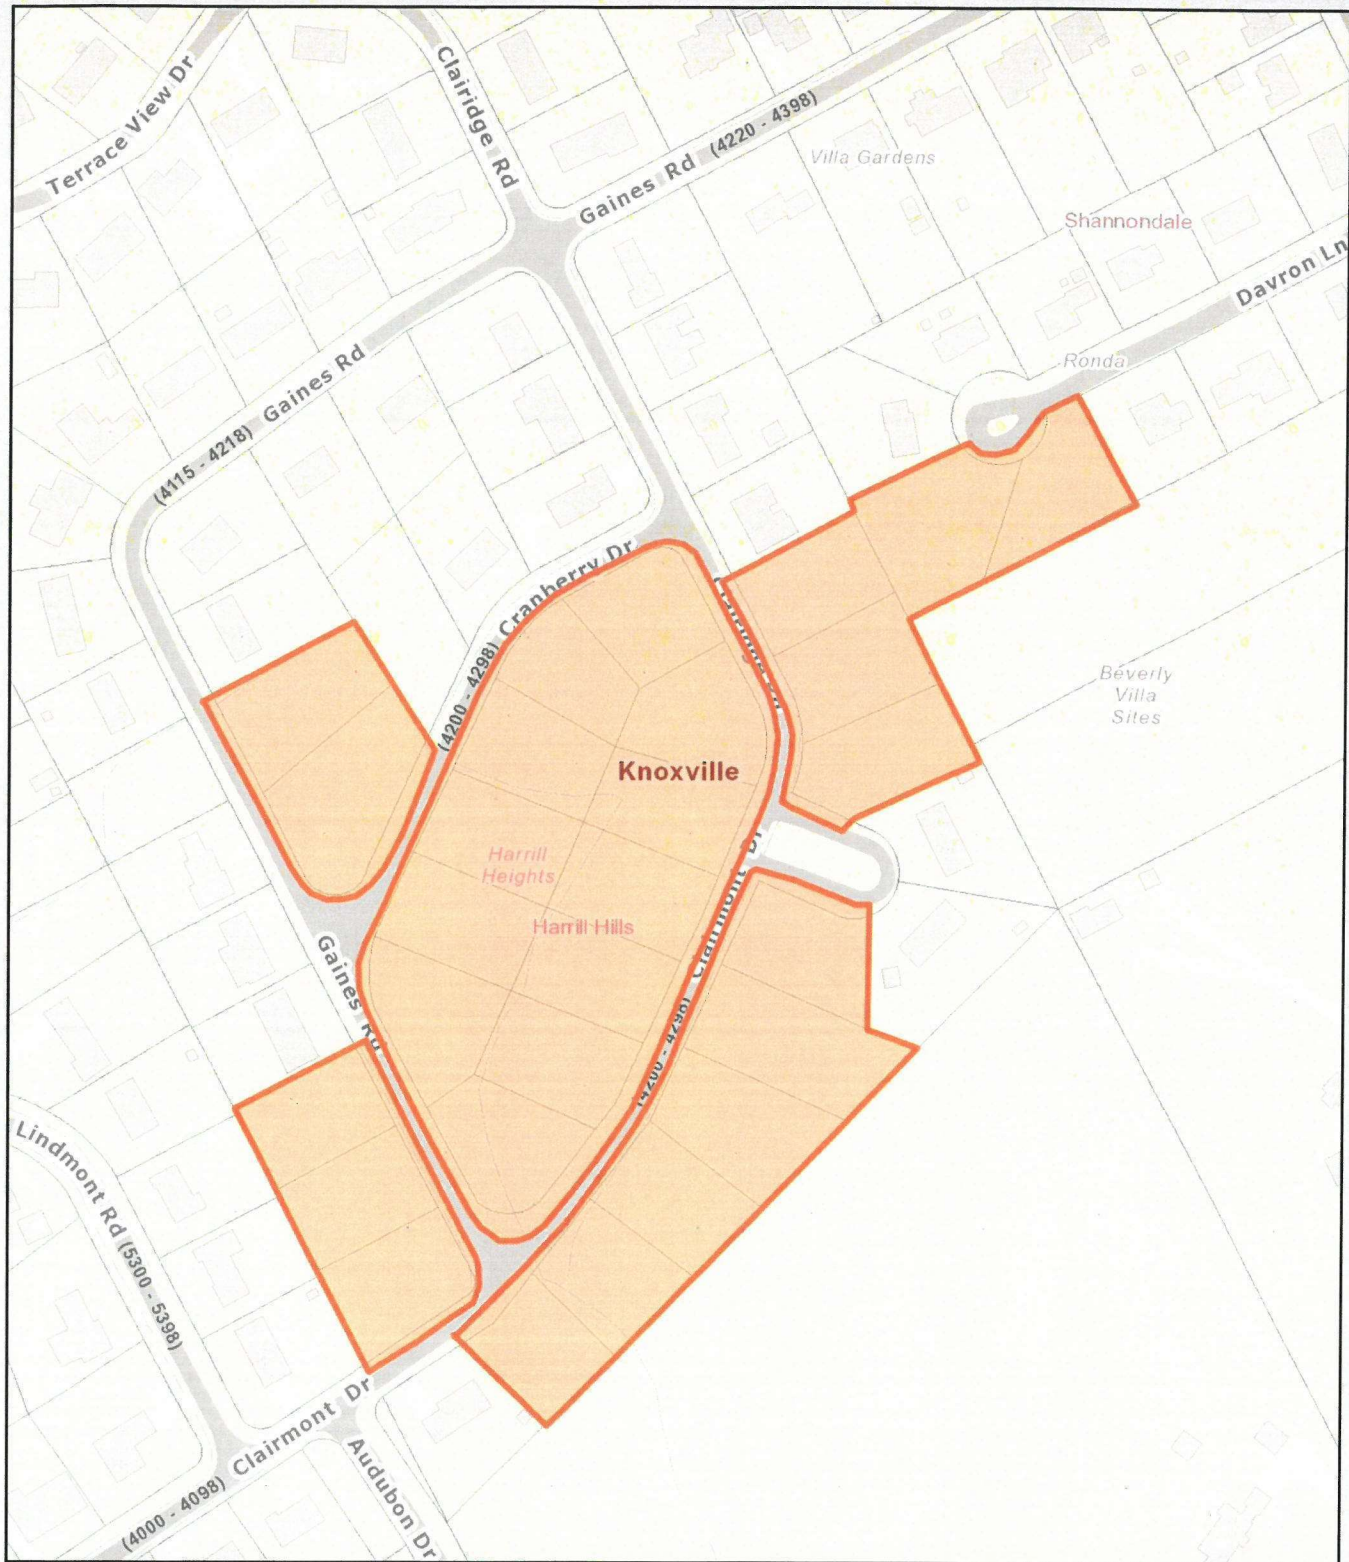 Terrace View Dr
Clairidge Rd
Gaines Rd (4220 - 4398)
Villa Gardens
Shannondale
Davron Ln
Ronda
(4115 - 4218) Gaines Rd
(4200 - 4298) Cranberry Dr
Clairidge Rd
Beverly
Villa
Sites
Knoxville
Harrill
Heights
Harrill Hills
(4200 - 4298) Clairmont Dr
Gaines Rd
Lindmont Rd (5300 - 5398)
(4000 - 4098) Clairmont Dr
Audubon Dr